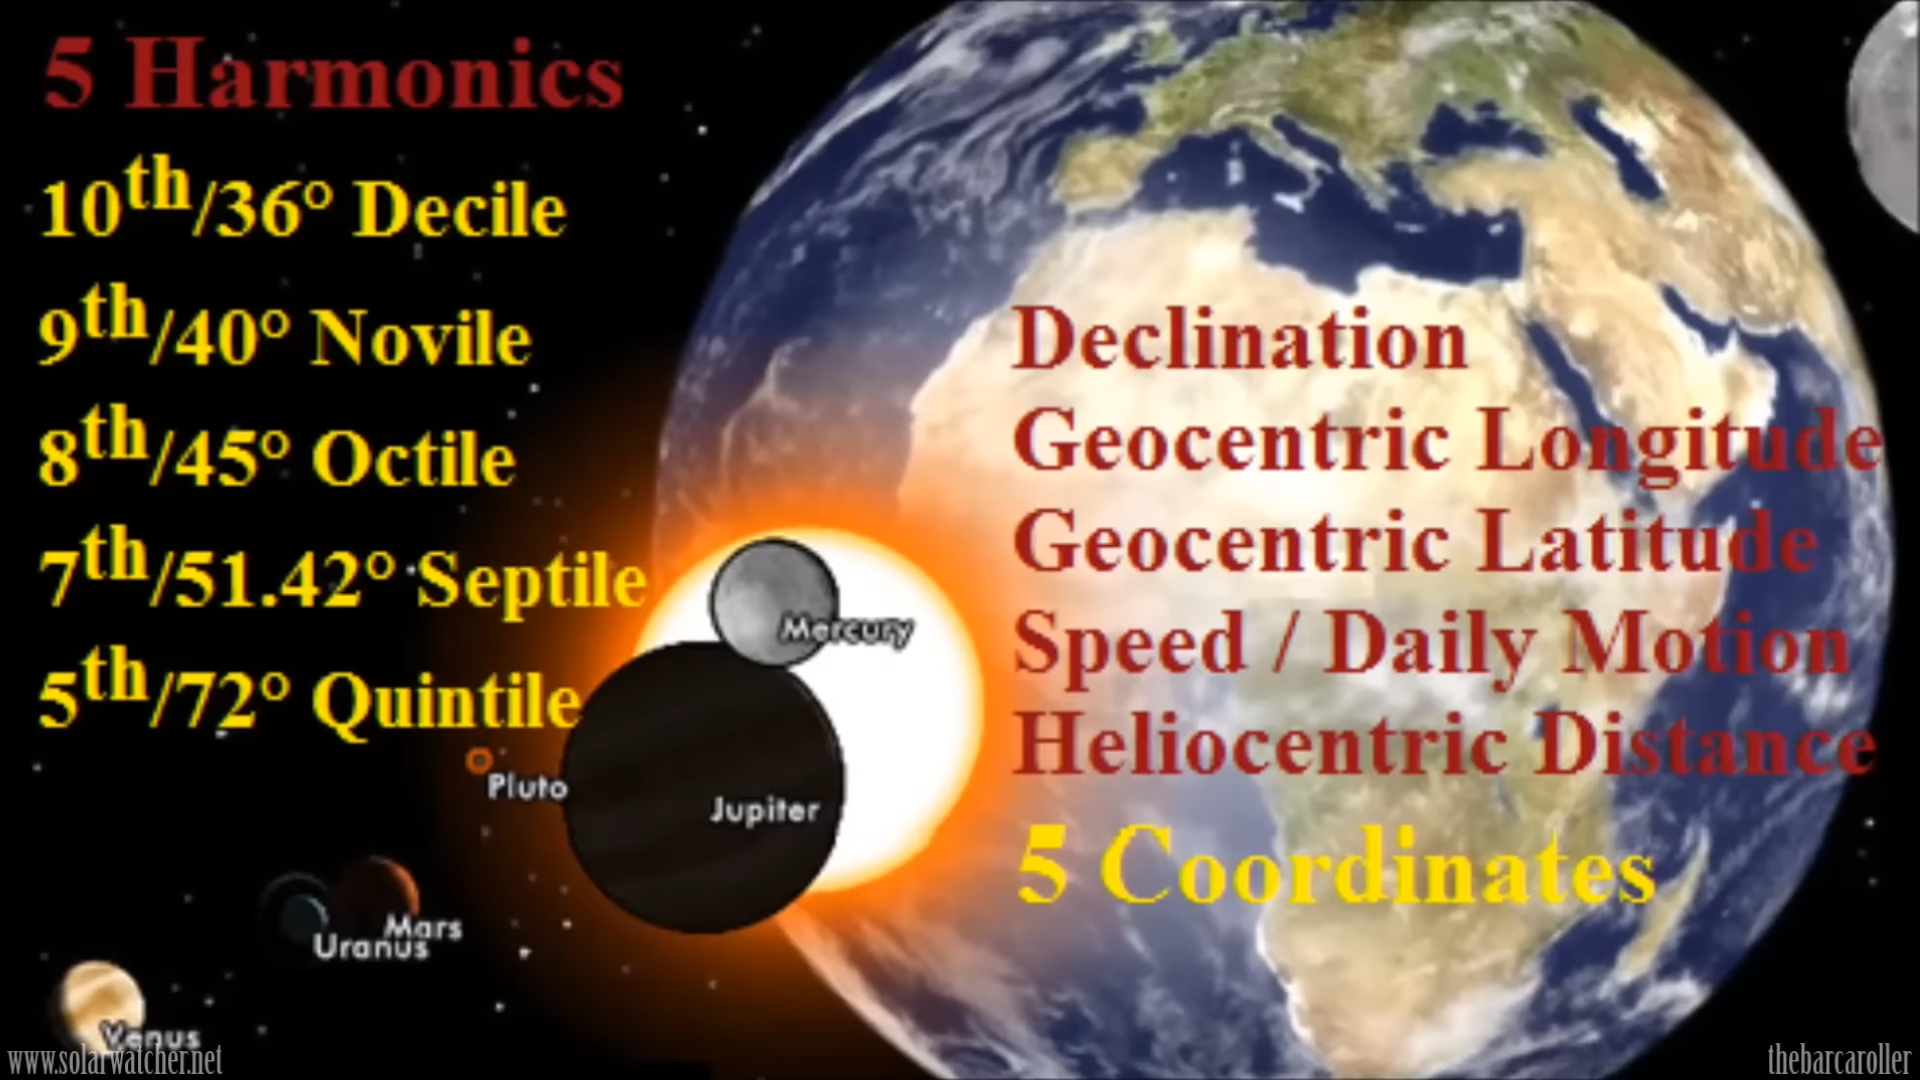 5 Harmonics
10th/36° Decile
9th/40° Novile
8th/45° Octile
7th/51.42° Septile
5th/72° Quintile
Declination
Geocentric Longitude
Geocentric Latitude
Speed / Daily Motion
Heliocentric Distance
5 Coordinates
Mercury
Pluto
Jupiter
Mars
Uranus
Venus
www.solarwatcher.net
thebarcaroller